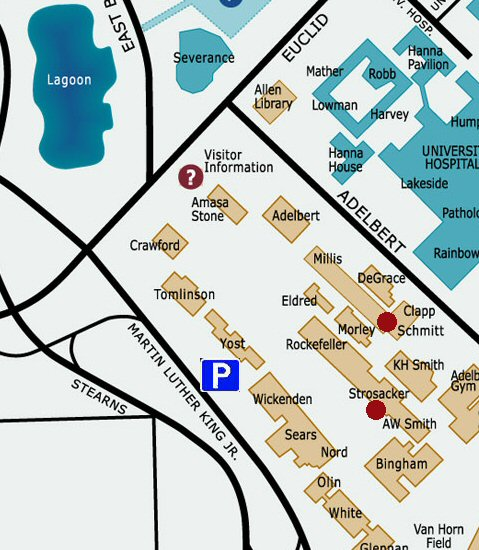 EAST B
EUCLID
V. HOSP.
UN
Lagoon
Severance
Hanna
Pavilion
Mather
Robb
Allen
Library
Lowman
Harvey
Hump
Hanna
House
UNIVERSIT
HOSPITAL
Lakeside
Patholo
Rainbow
?
Visitor
Information
Amasa
Stone
Adelbert
ADELBERT
Crawford
Millis
DeGrace
Tomlinson
Eldred
Clapp
Schmitt
Morley
Rockefeller
Yost
KH Smith
P
MARTIN LUTHER KING JR.
STEARNS
Adelb
Gym
Strosacker
Wickenden
AW Smith
Sears
Nord
Bingham
Olin
White
Van Horn
Field
Glennan